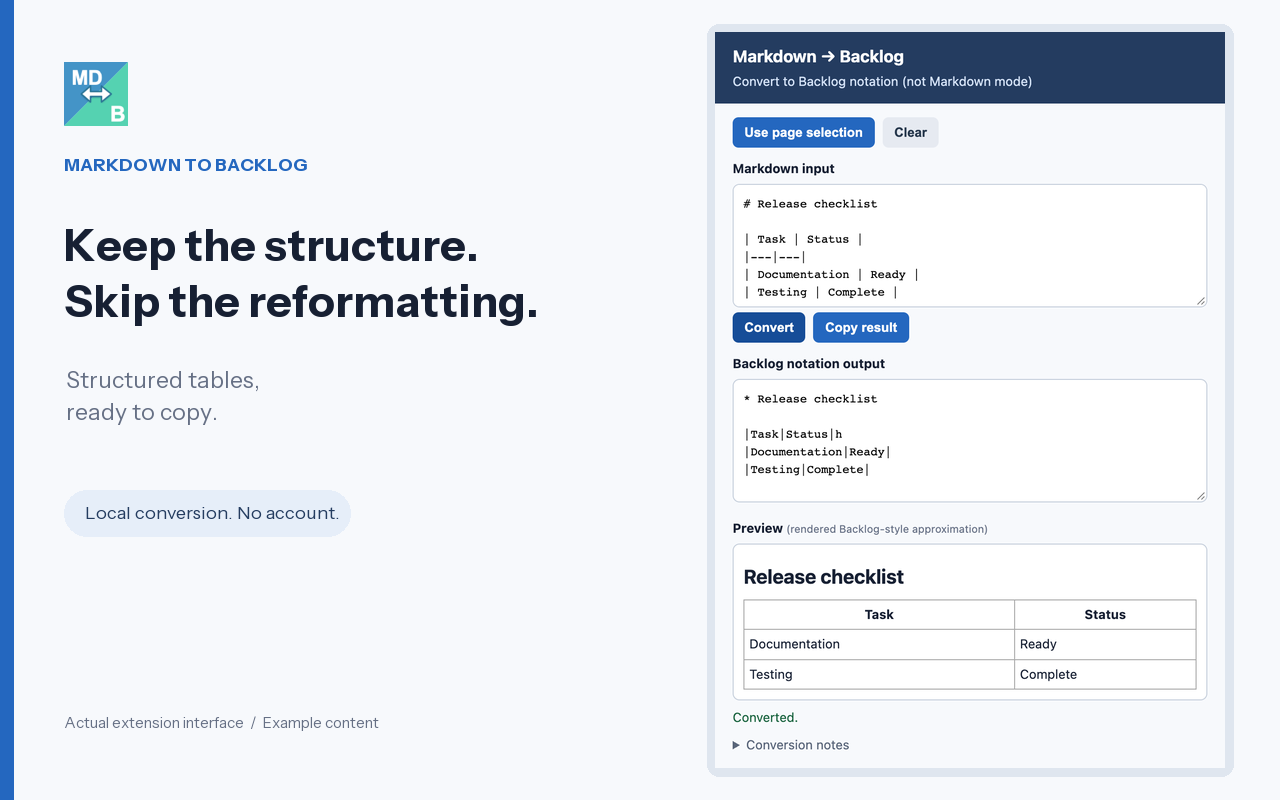 MD
B
MARKDOWN TO BACKLOG
Keep the structure.
Skip the reformatting.
Structured tables,
ready to copy.
Local conversion. No account.
Actual extension interface / Example content
Markdown → Backlog
Convert to Backlog notation (not Markdown mode)
Use page selection
Clear
Markdown input
# Release checklist
| Task | Status |
|---|---|
| Documentation | Ready |
| Testing | Complete |
Convert
Copy result
Backlog notation output
* Release checklist
|Task|Status|h
|Documentation|Ready|
|Testing|Complete|
Preview (rendered Backlog-style approximation)
Release checklist
Task Status
Documentation Ready
Testing Complete
Converted.
Conversion notes